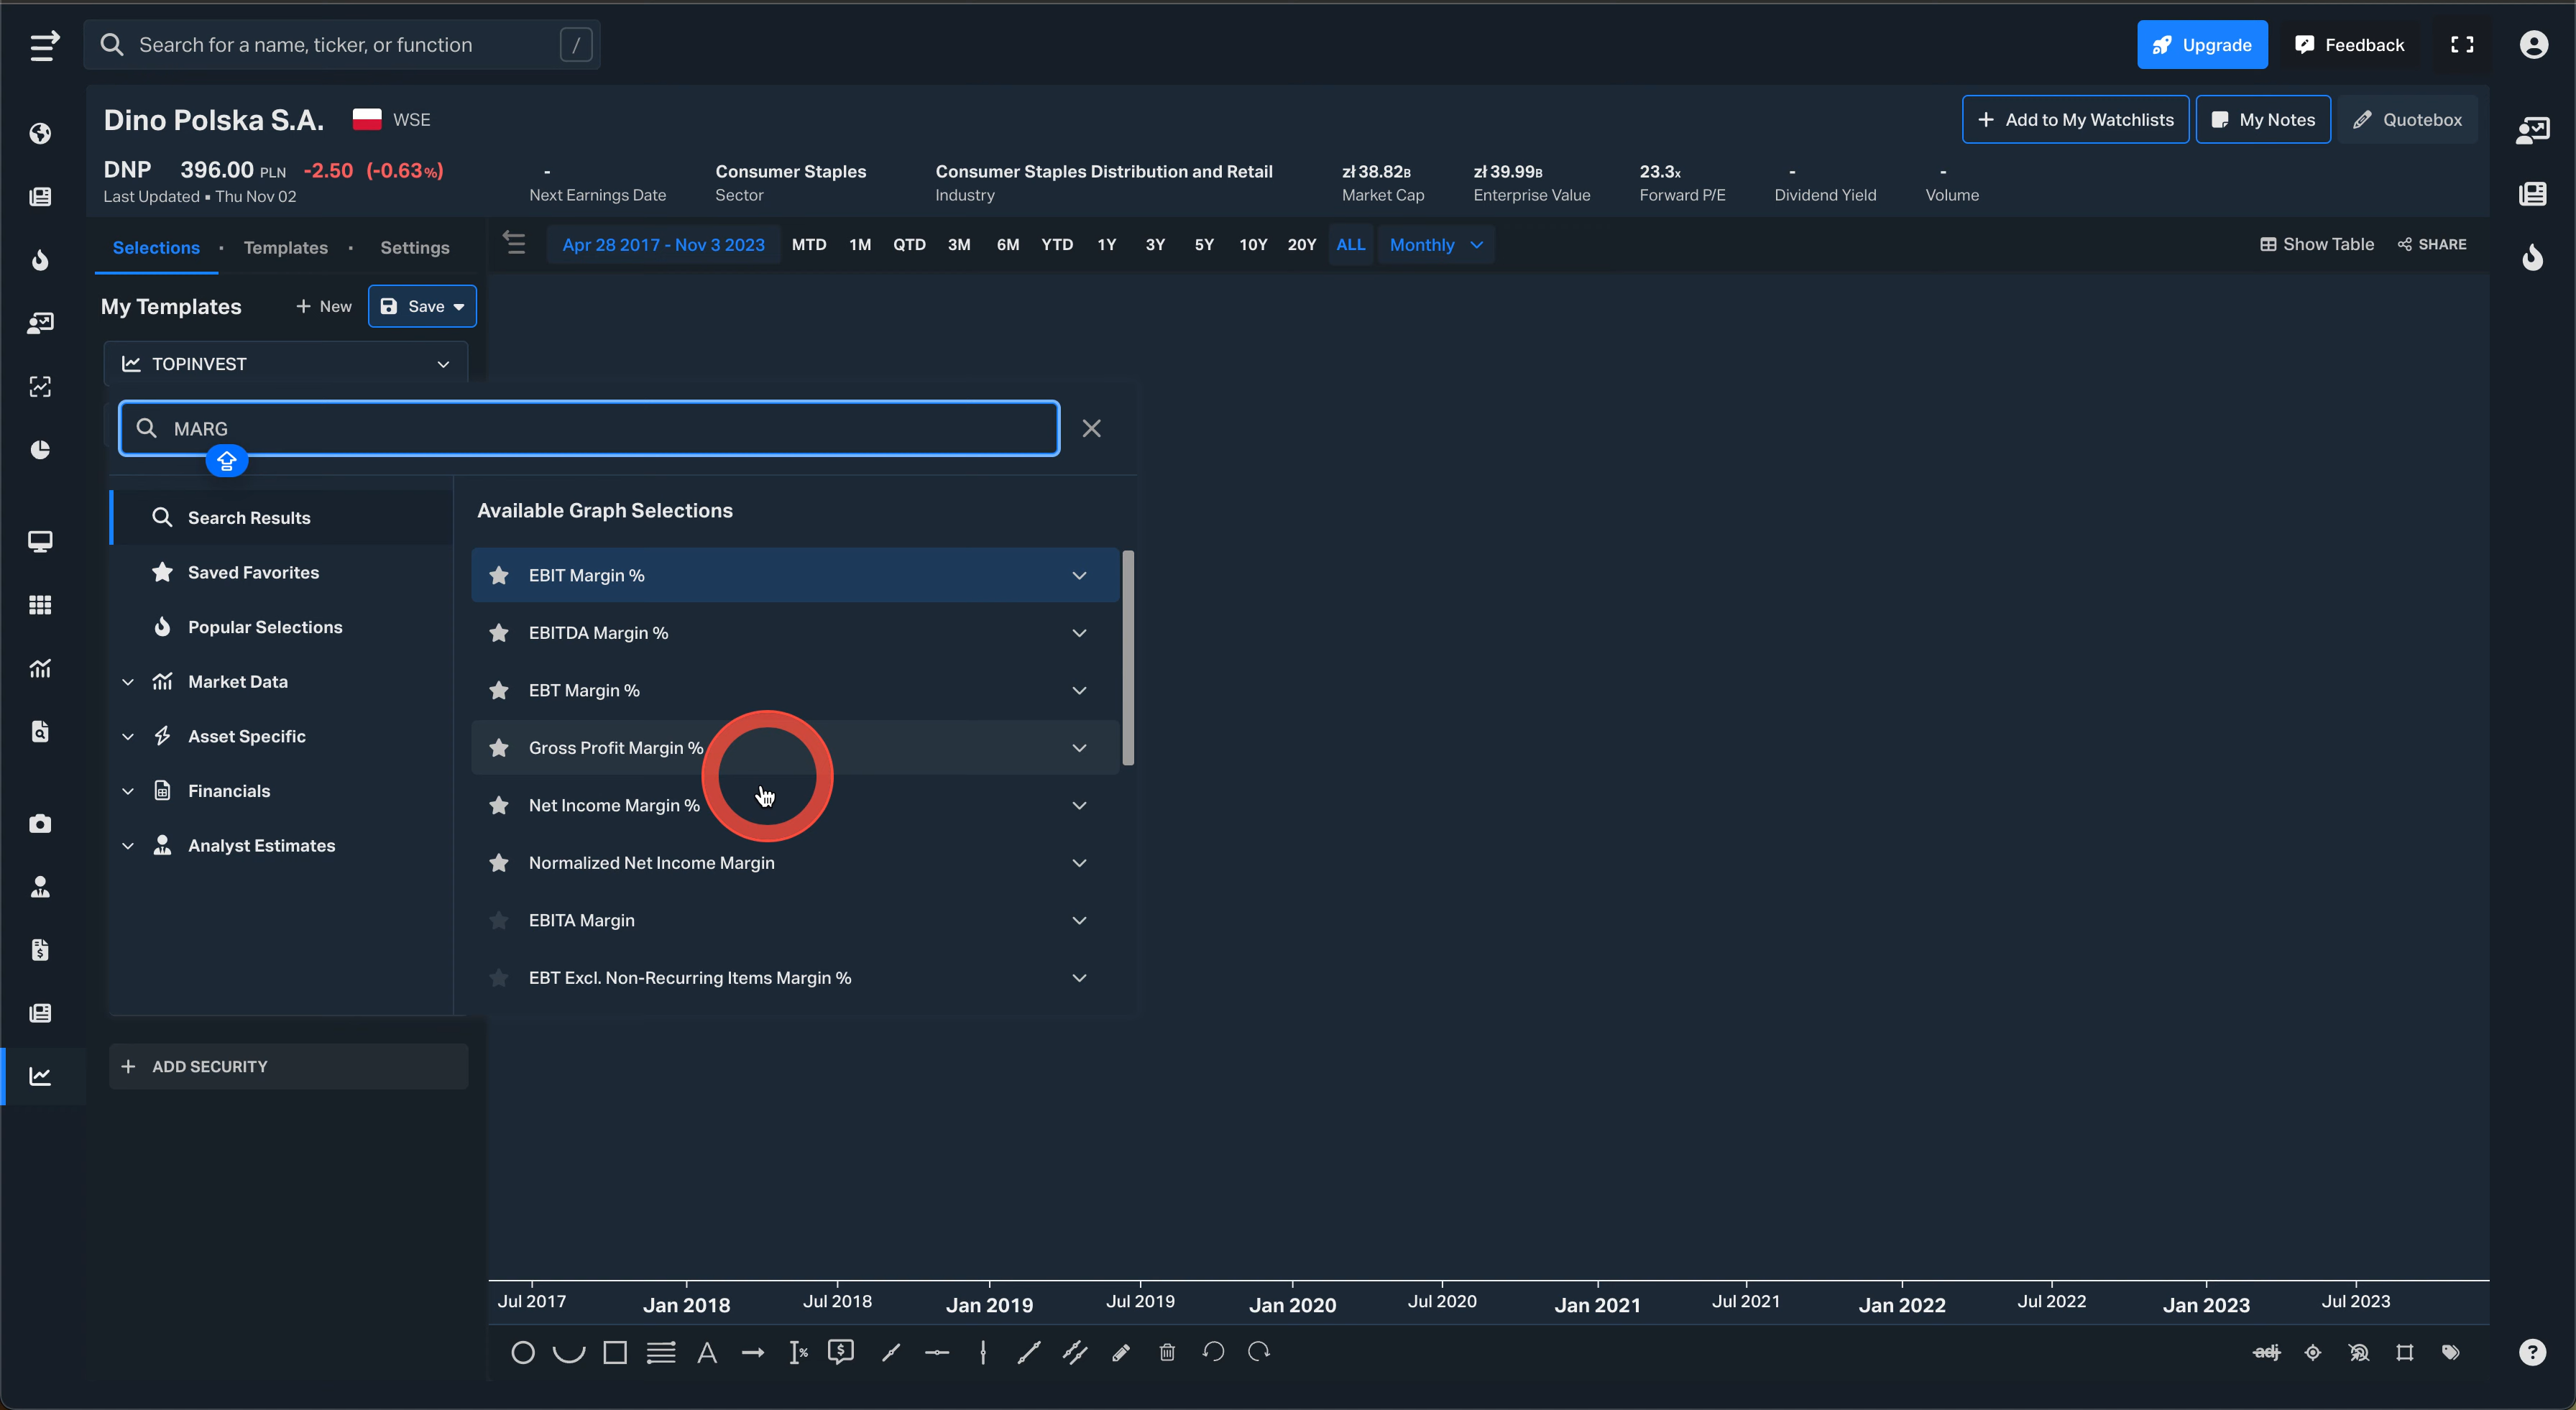 Search for a name, ticker, or function /
Upgrade
Feedback
Dino Polska S.A. WSE
+ Add to My Watchlists
My Notes
Quotebox
DNP 396.00 PLN -2.50 (-0.63%)
Last Updated ▪ Thu Nov 02
-
Next Earnings Date
Consumer Staples
Sector
Consumer Staples Distribution and Retail
Industry
zł 38.82B
Market Cap
zł 39.99B
Enterprise Value
23.3x
Forward P/E
-
Dividend Yield
-
Volume
Selections · Templates · Settings
Apr 28 2017 - Nov 3 2023 MTD 1M QTD 3M 6M YTD 1Y 3Y 5Y 10Y 20Y ALL Monthly
Show Table SHARE
My Templates + New Save
TOPINVEST
MARG
Search Results
Saved Favorites
Popular Selections
Market Data
Asset Specific
Financials
Analyst Estimates
Available Graph Selections
EBIT Margin %
EBITDA Margin %
EBT Margin %
Gross Profit Margin %
Net Income Margin %
Normalized Net Income Margin
EBITA Margin
EBT Excl. Non-Recurring Items Margin %
+ ADD SECURITY
Jul 2017 Jan 2018 Jul 2018 Jan 2019 Jul 2019 Jan 2020 Jul 2020 Jan 2021 Jul 2021 Jan 2022 Jul 2022 Jan 2023 Jul 2023
A % $ adj ?